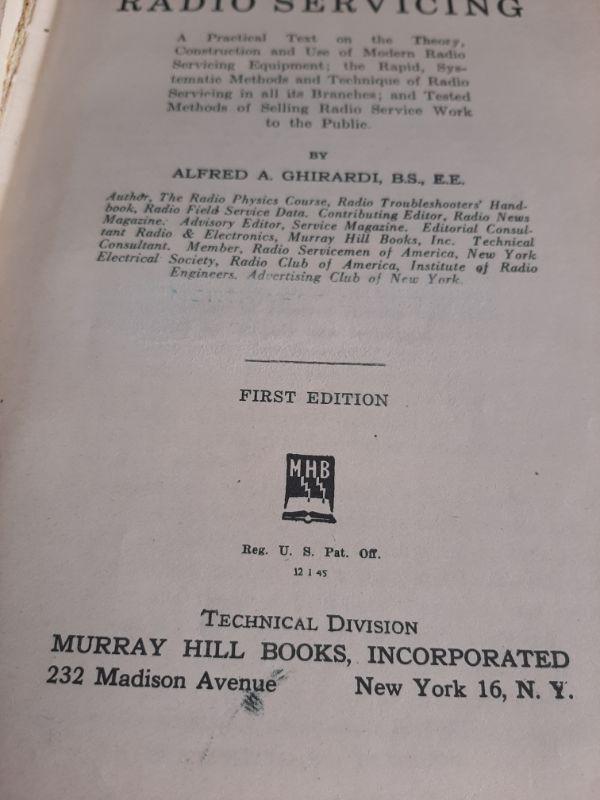 RADIO SERVICING
A Practical Text on the Theory,
Construction and Use of Modern Radio
Servicing Equipment; the Rapid, Sys-
tematic Methods and Technique of Radio
Servicing in all its Branches; and Tested
Methods of Selling Radio Service Work
to the Public.
BY
ALFRED A. GHIRARDI, B.S., E.E.
Author, The Radio Physics Course, Radio Troubleshooters' Hand-
book, Radio Field Service Data. Contributing Editor, Radio News
Magazine. Advisory Editor, Service Magazine. Editorial Consul-
tant Radio & Electronics, Murray Hill Books, Inc. Technical
Consultant. Member, Radio Servicemen of America, New York
Electrical Society, Radio Club of America, Institute of Radio
Engineers. Advertising Club of New York.
FIRST EDITION
MHB
Reg. U. S. Pat. Off.
12 1 45
TECHNICAL DIVISION
MURRAY HILL BOOKS, INCORPORATED
232 Madison Avenue New York 16, N. Y.